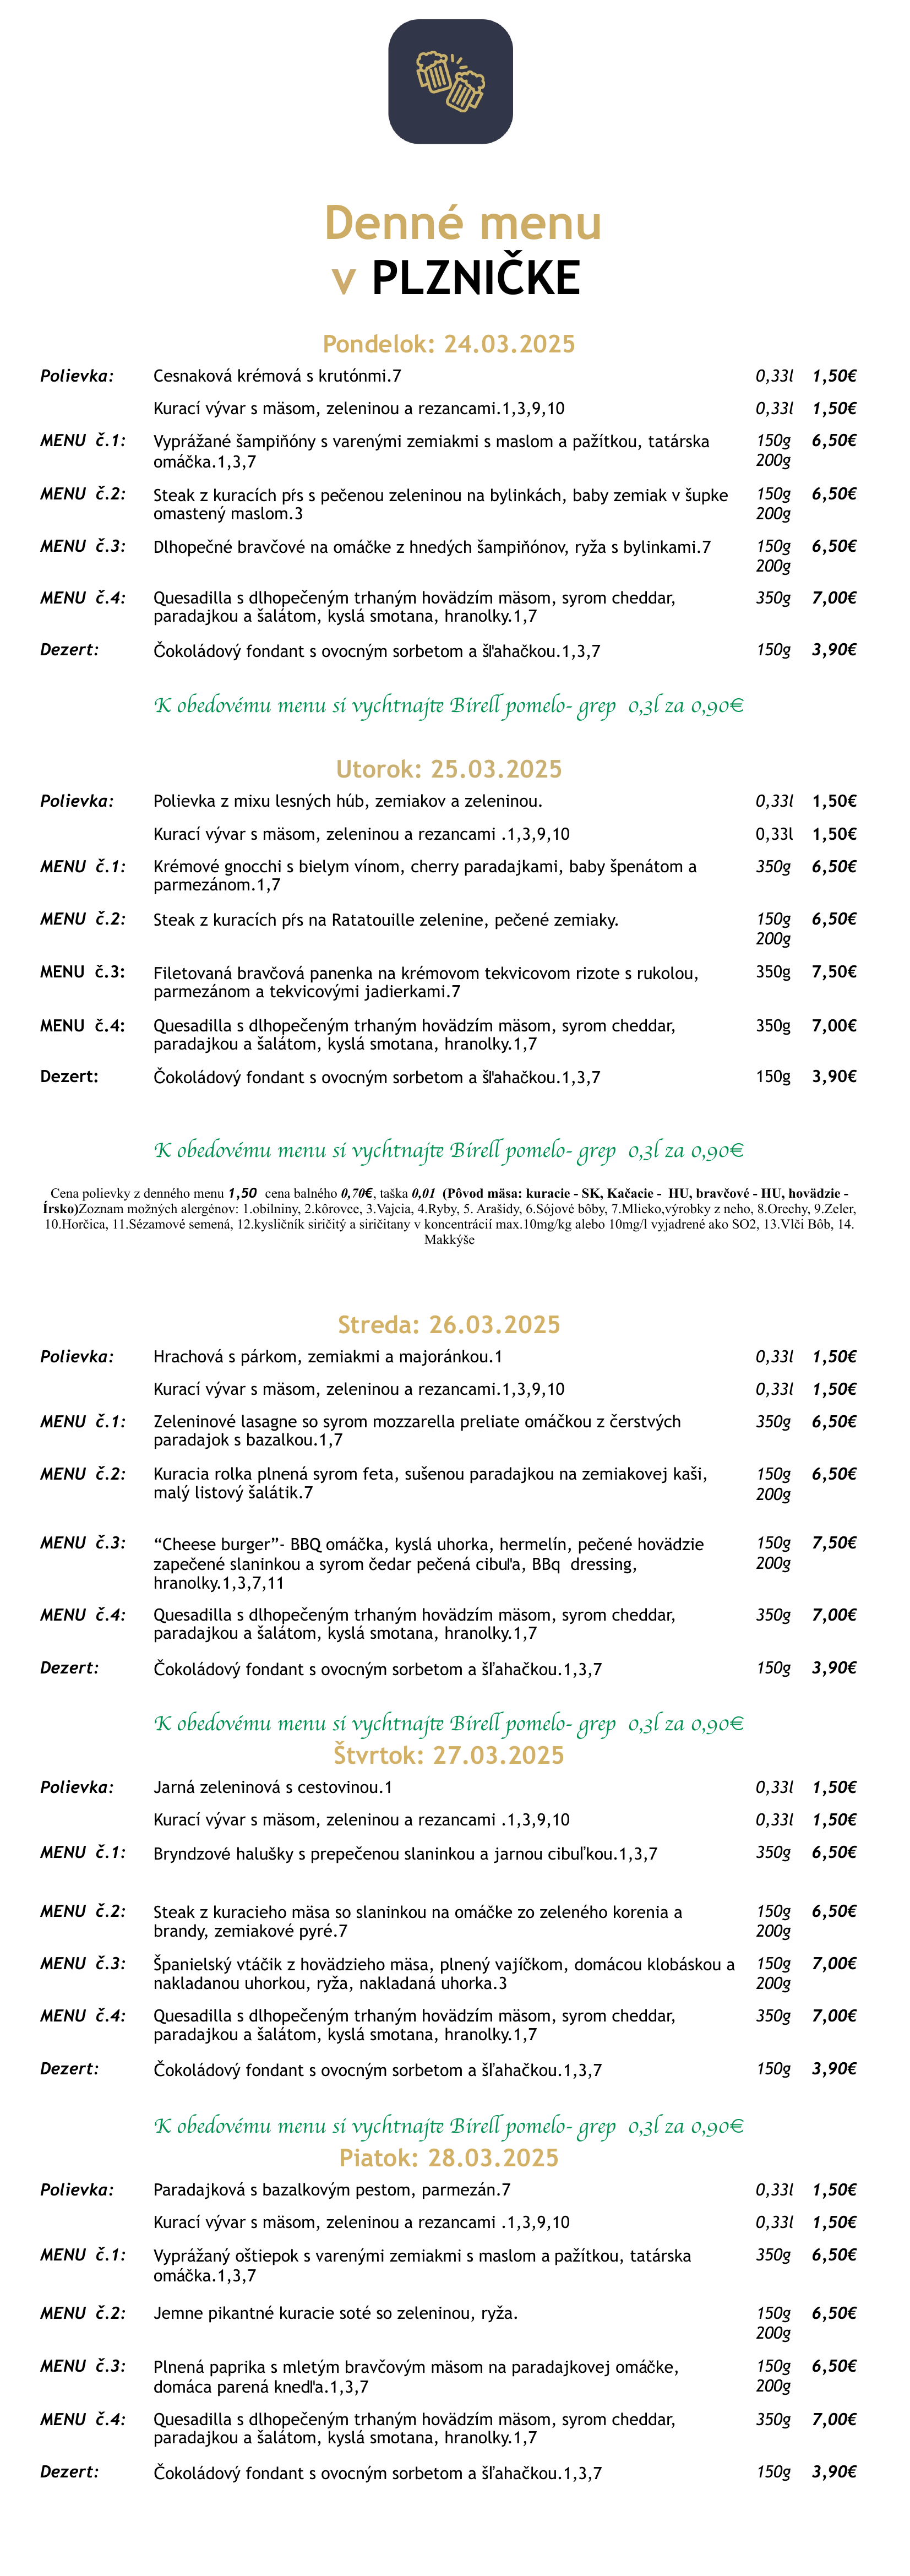 Denné menu
v PLZNIČKE
Pondelok: 24.03.2025
Polievka: Cesnaková krémová s krutónmi.7 0,33l 1,50€
Kurací vývar s mäsom, zeleninou a rezancami.1,3,9,10 0,33l 1,50€
MENU č.1: Vyprážané šampiňóny s varenými zemiakmi s maslom a pažítkou, tatárska 150g 6,50€
omáčka.1,3,7 200g
MENU č.2: Steak z kuracích pŕs s pečenou zeleninou na bylinkách, baby zemiak v šupke 150g 6,50€
omastený maslom.3 200g
MENU č.3: Dlhopečné bravčové na omáčke z hnedých šampiňónov, ryža s bylinkami.7 150g 6,50€
200g
MENU č.4: Quesadilla s dlhopečeným trhaným hovädzím mäsom, syrom cheddar, 350g 7,00€
paradajkou a šalátom, kyslá smotana, hranolky.1,7
Dezert: Čokoládový fondant s ovocným sorbetom a šľahačkou.1,3,7 150g 3,90€
K obedovému menu si vychtnajte Birell pomelo- grep 0,3l za 0,90€
Utorok: 25.03.2025
Polievka: Polievka z mixu lesných húb, zemiakov a zeleninou. 0,33l 1,50€
Kurací vývar s mäsom, zeleninou a rezancami .1,3,9,10 0,33l 1,50€
MENU č.1: Krémové gnocchi s bielym vínom, cherry paradajkami, baby špenátom a 350g 6,50€
parmezánom.1,7
MENU č.2: Steak z kuracích pŕs na Ratatouille zelenine, pečené zemiaky. 150g 6,50€
200g
MENU č.3: Filetovaná bravčová panenka na krémovom tekvicovom rizote s rukolou, 350g 7,50€
parmezánom a tekvicovými jadierkami.7
MENU č.4: Quesadilla s dlhopečeným trhaným hovädzím mäsom, syrom cheddar, 350g 7,00€
paradajkou a šalátom, kyslá smotana, hranolky.1,7
Dezert: Čokoládový fondant s ovocným sorbetom a šľahačkou.1,3,7 150g 3,90€
K obedovému menu si vychtnajte Birell pomelo- grep 0,3l za 0,90€
Cena polievky z denného menu 1,50 cena balného 0,70€, taška 0,01 (Pôvod mäsa: kuracie - SK, Kačacie - HU, bravčové - HU, hovädzie -
Írsko)Zoznam možných alergénov: 1.obilniny, 2.kôrovce, 3.Vajcia, 4.Ryby, 5. Arašidy, 6.Sójové bôby, 7.Mlieko,výrobky z neho, 8.Orechy, 9.Zeler,
10.Horčica, 11.Sézamové semená, 12.kysličník siričitý a siričitany v koncentrácií max.10mg/kg alebo 10mg/l vyjadrené ako SO2, 13.Vlčí Bôb, 14.
Makkýše
Streda: 26.03.2025
Polievka: Hrachová s párkom, zemiakmi a majoránkou.1 0,33l 1,50€
Kurací vývar s mäsom, zeleninou a rezancami.1,3,9,10 0,33l 1,50€
MENU č.1: Zeleninové lasagne so syrom mozzarella preliate omáčkou z čerstvých 350g 6,50€
paradajok s bazalkou.1,7
MENU č.2: Kuracia rolka plnená syrom feta, sušenou paradajkou na zemiakovej kaši, 150g 6,50€
malý listový šalátik.7 200g
MENU č.3: “Cheese burger”- BBQ omáčka, kyslá uhorka, hermelín, pečené hovädzie 150g 7,50€
zapečené slaninkou a syrom čedar pečená cibuľa, BBq dressing, 200g
hranolky.1,3,7,11
MENU č.4: Quesadilla s dlhopečeným trhaným hovädzím mäsom, syrom cheddar, 350g 7,00€
paradajkou a šalátom, kyslá smotana, hranolky.1,7
Dezert: Čokoládový fondant s ovocným sorbetom a šľahačkou.1,3,7 150g 3,90€
K obedovému menu si vychtnajte Birell pomelo- grep 0,3l za 0,90€
Štvrtok: 27.03.2025
Polievka: Jarná zeleninová s cestovinou.1 0,33l 1,50€
Kurací vývar s mäsom, zeleninou a rezancami .1,3,9,10 0,33l 1,50€
MENU č.1: Bryndzové halušky s prepečenou slaninkou a jarnou cibuľkou.1,3,7 350g 6,50€
MENU č.2: Steak z kuracieho mäsa so slaninkou na omáčke zo zeleného korenia a 150g 6,50€
brandy, zemiakové pyré.7 200g
MENU č.3: Španielský vtáčik z hovädzieho mäsa, plnený vajíčkom, domácou klobáskou a 150g 7,00€
nakladanou uhorkou, ryža, nakladaná uhorka.3 200g
MENU č.4: Quesadilla s dlhopečeným trhaným hovädzím mäsom, syrom cheddar, 350g 7,00€
paradajkou a šalátom, kyslá smotana, hranolky.1,7
Dezert: Čokoládový fondant s ovocným sorbetom a šľahačkou.1,3,7 150g 3,90€
K obedovému menu si vychtnajte Birell pomelo- grep 0,3l za 0,90€
Piatok: 28.03.2025
Polievka: Paradajková s bazalkovým pestom, parmezán.7 0,33l 1,50€
Kurací vývar s mäsom, zeleninou a rezancami .1,3,9,10 0,33l 1,50€
MENU č.1: Vyprážaný oštiepok s varenými zemiakmi s maslom a pažítkou, tatárska 350g 6,50€
omáčka.1,3,7
MENU č.2: Jemne pikantné kuracie soté so zeleninou, ryža. 150g 6,50€
200g
MENU č.3: Plnená paprika s mletým bravčovým mäsom na paradajkovej omáčke, 150g 6,50€
domáca parená knedľa.1,3,7 200g
MENU č.4: Quesadilla s dlhopečeným trhaným hovädzím mäsom, syrom cheddar, 350g 7,00€
paradajkou a šalátom, kyslá smotana, hranolky.1,7
Dezert: Čokoládový fondant s ovocným sorbetom a šľahačkou.1,3,7 150g 3,90€